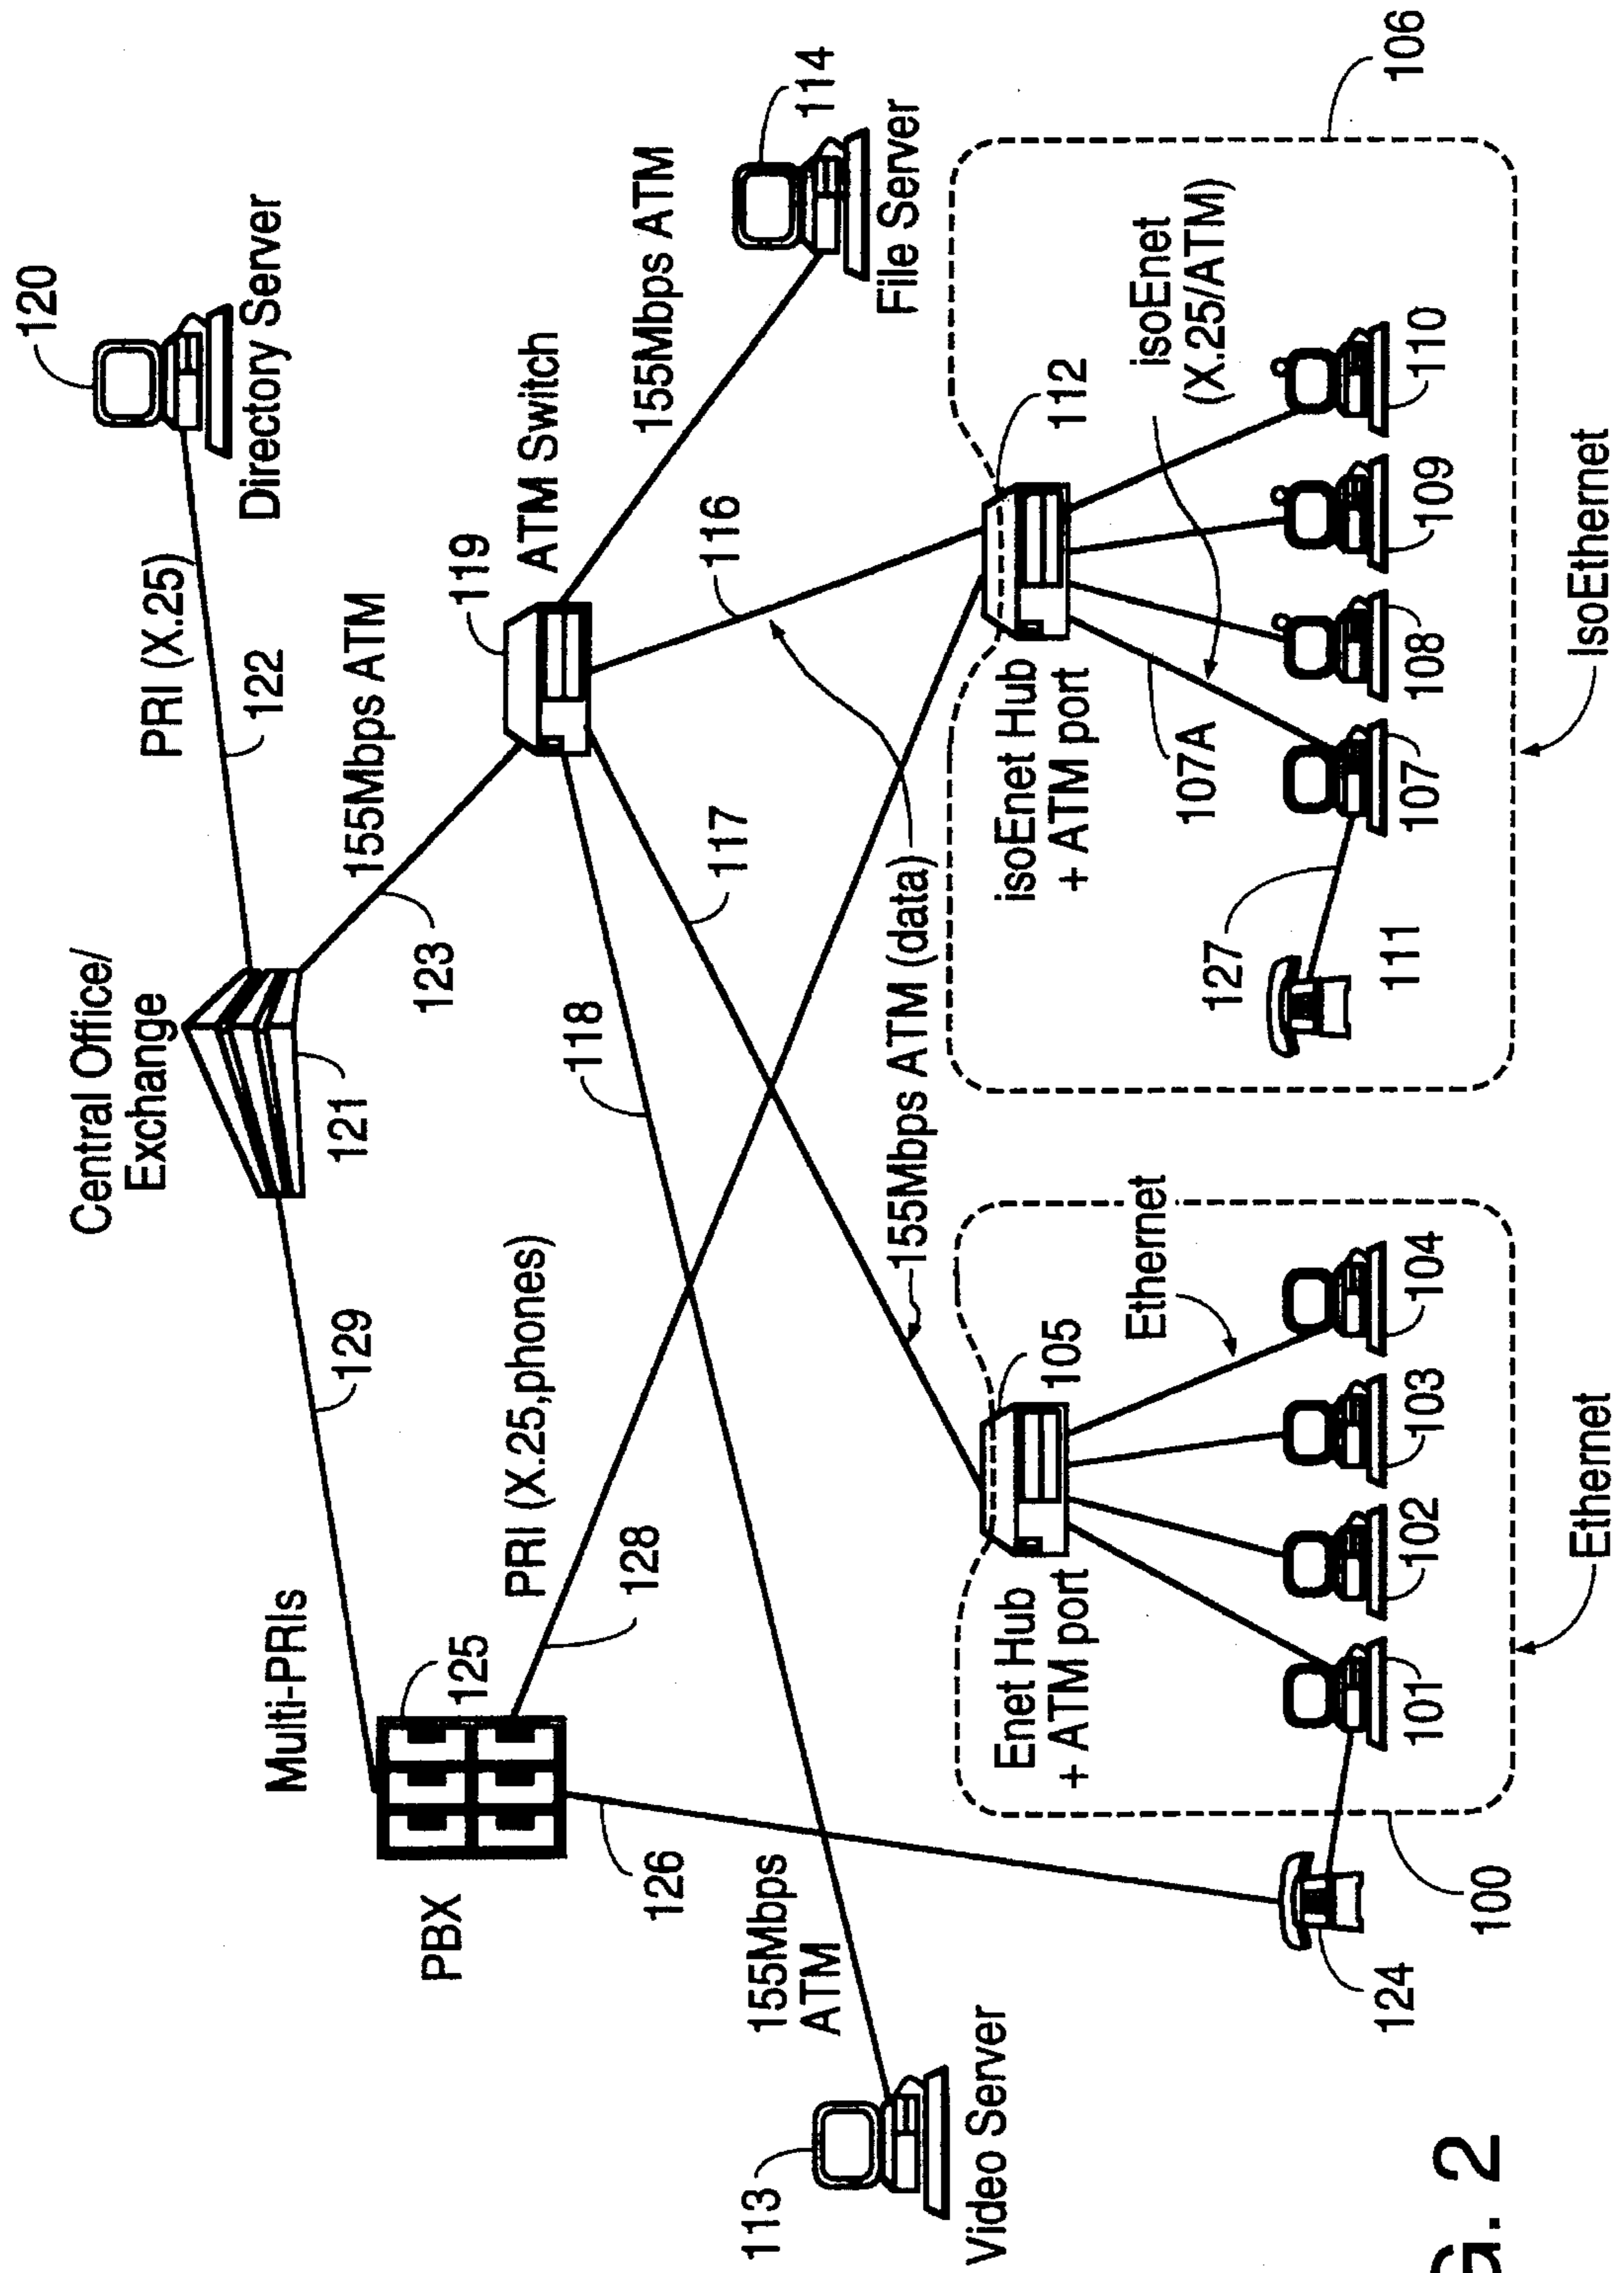 120
Directory Server
PRI (X.25)
122
Central Office/
Exchange
121
155Mbps ATM
123
119
ATM Switch
155Mbps ATM
114
File Server
Multi-PRIs
129
125
PBX
PRI (X.25,phones)
128
126
118
117
116
155Mbps ATM (data)
155Mbps
ATM
113
Video Server
Enet Hub
+ ATM port
105
Ethernet
101
102
103
104
124
100
Ethernet
isoEnet Hub
+ ATM port
112
isoEnet
(X.25/ATM)
107A
127
111
107
108
109
110
106
IsoEthernet
G. 2